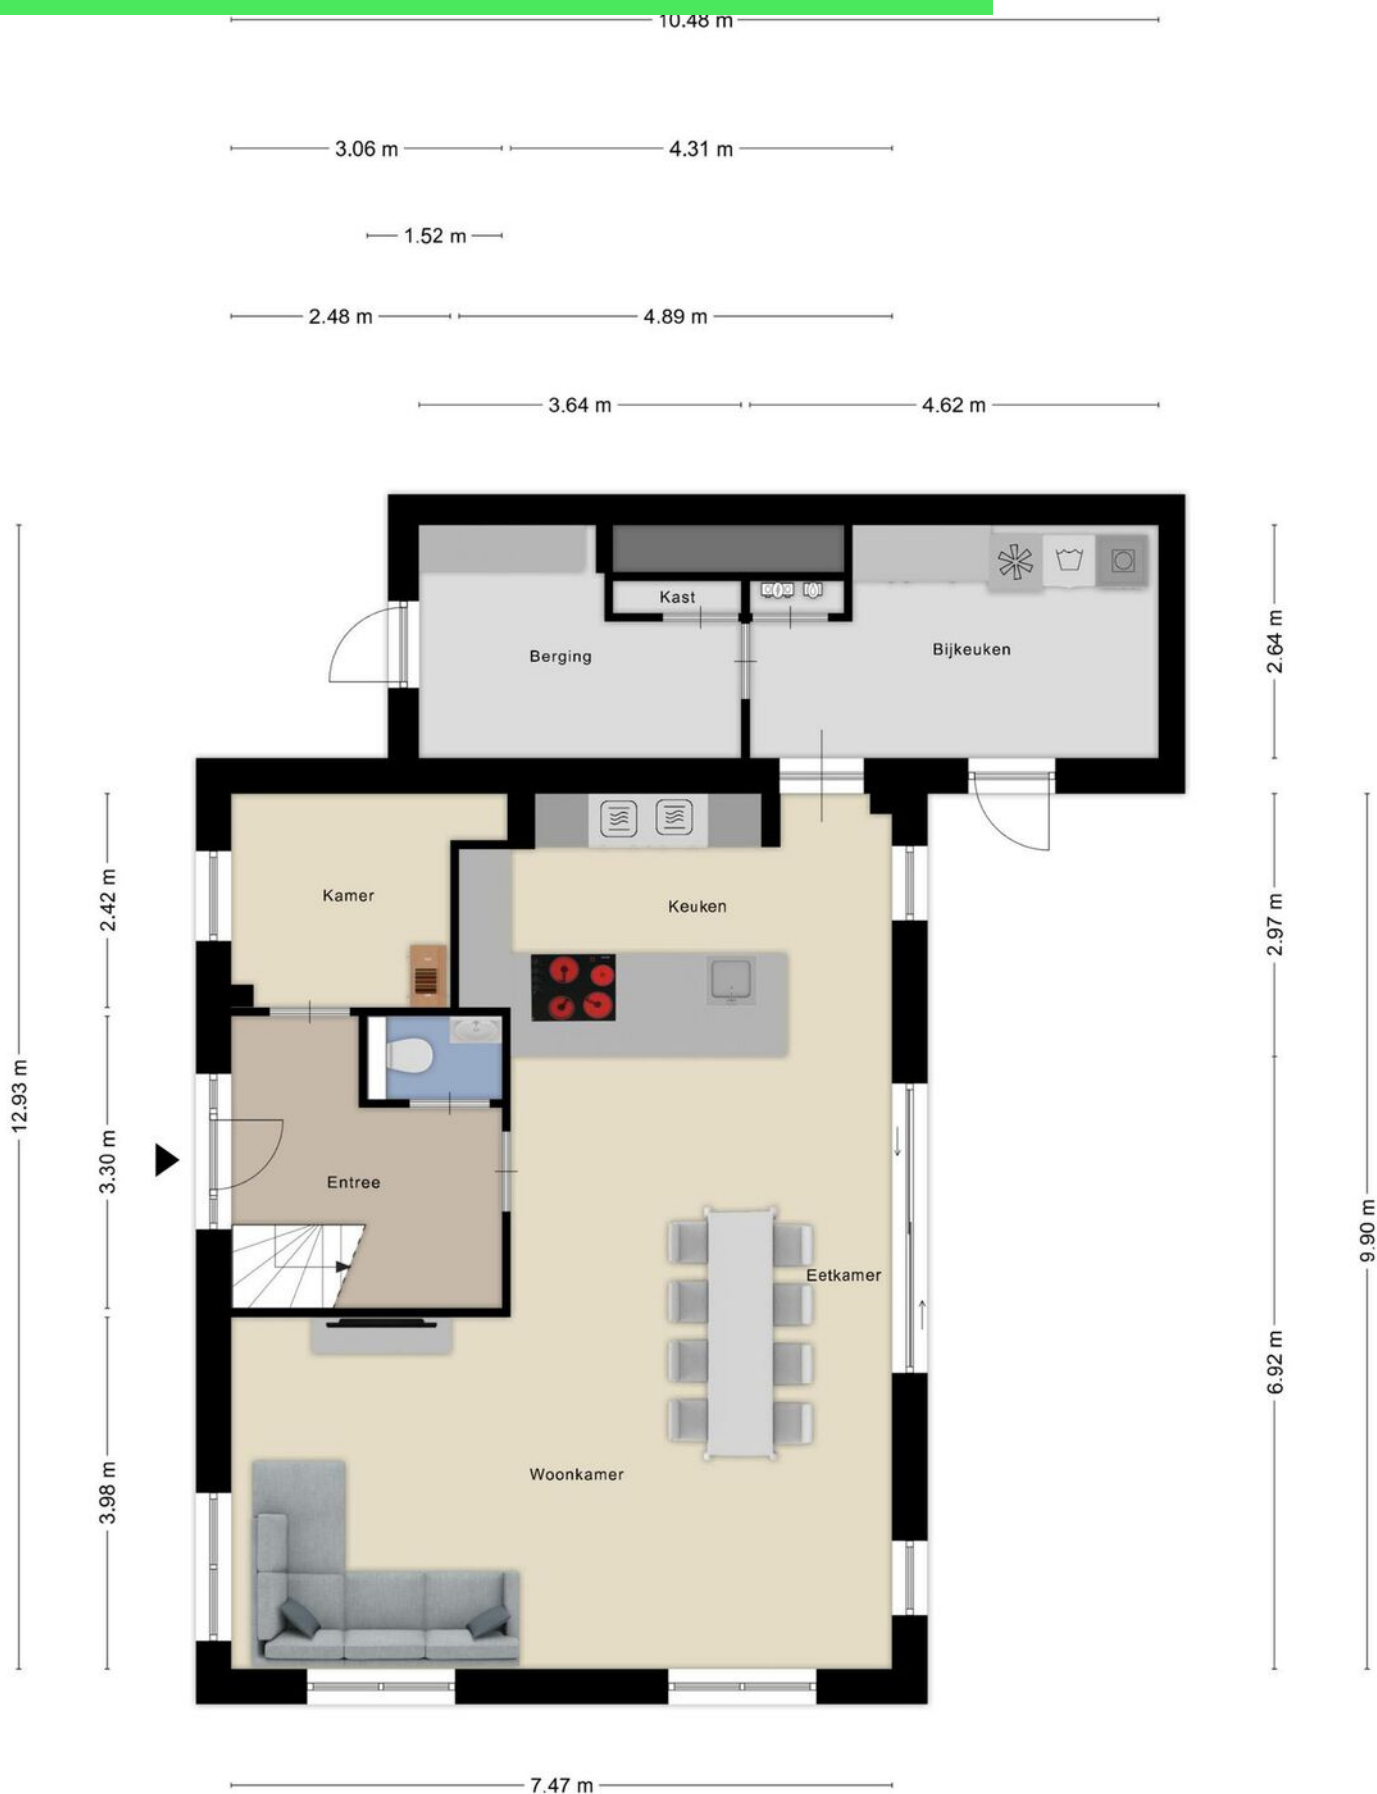 10.48 m
3.06 m
4.31 m
1.52 m
2.48 m
4.89 m
3.64 m
4.62 m
Kast
Berging
Bijkeuken
2.64 m
Kamer
Keuken
2.42 m
2.97 m
12.93 m
3.30 m
Entree
9.90 m
Eetkamer
6.92 m
Woonkamer
3.98 m
7.47 m